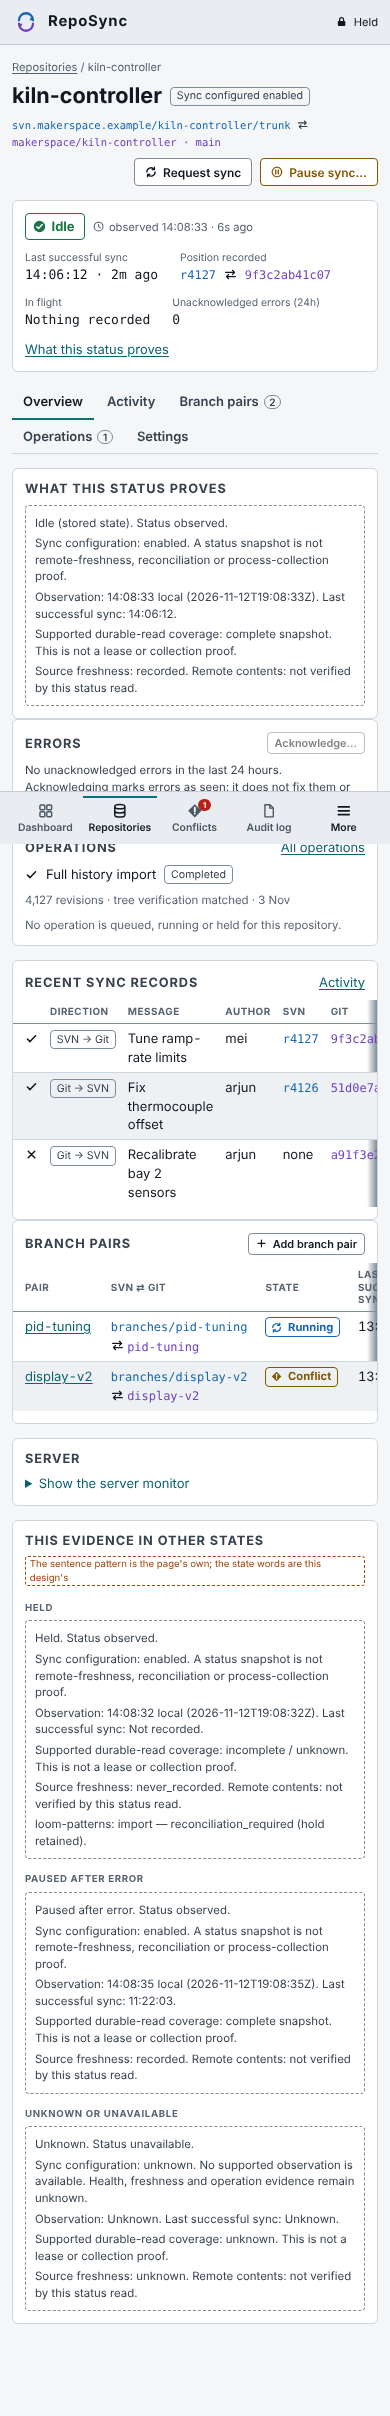 RepoSync
Held
Repositories / kiln-controller
kiln-controller
Sync configured enabled
svn.makerspace.example/kiln-controller/trunk ⇄
makerspace/kiln-controller · main
Request sync
Pause sync…
Idle
observed 14:08:33 · 6s ago
Last successful sync
Position recorded
14:06:12 · 2m ago
r4127 ⇄ 9f3c2ab41c07
In flight
Unacknowledged errors (24h)
Nothing recorded
0
What this status proves
Overview
Activity
Branch pairs 2
Operations 1
Settings
WHAT THIS STATUS PROVES
Idle (stored state). Status observed.
Sync configuration: enabled. A status snapshot is not
remote-freshness, reconciliation or process-collection
proof.
Observation: 14:08:33 local (2026-11-12T19:08:33Z). Last
successful sync: 14:06:12.
Supported durable-read coverage: complete snapshot.
This is not a lease or collection proof.
Source freshness: recorded. Remote contents: not verified
by this status read.
ERRORS
Acknowledge…
No unacknowledged errors in the last 24 hours.
Acknowledging marks errors as seen; it does not fix them or
Dashboard
Repositories
Conflicts
1
Audit log
More
OPERATIONS
All operations
Full history import
Completed
4,127 revisions · tree verification matched · 3 Nov
No operation is queued, running or held for this repository.
RECENT SYNC RECORDS
Activity
DIRECTION MESSAGE AUTHOR SVN GIT
SVN → Git
Tune ramp-
rate limits
mei
r4127
9f3c2a
Git → SVN
Fix
thermocouple
offset
arjun
r4126
51d0e7
Git → SVN
Recalibrate
bay 2
sensors
arjun
none
a91f3e
BRANCH PAIRS
+ Add branch pair
PAIR SVN ⇄ GIT STATE
pid-tuning
branches/pid-tuning
⇄ pid-tuning
Running
display-v2
branches/display-v2
⇄ display-v2
Conflict
SERVER
Show the server monitor
THIS EVIDENCE IN OTHER STATES
The sentence pattern is the page's own; the state words are this
design's
HELD
Held. Status observed.
Sync configuration: enabled. A status snapshot is not
remote-freshness, reconciliation or process-collection
proof.
Observation: 14:08:32 local (2026-11-12T19:08:32Z). Last
successful sync: Not recorded.
Supported durable-read coverage: incomplete / unknown.
This is not a lease or collection proof.
Source freshness: never_recorded. Remote contents: not
verified by this status read.
loom-patterns: import — reconciliation_required (hold
retained).
PAUSED AFTER ERROR
Paused after error. Status observed.
Sync configuration: enabled. A status snapshot is not
remote-freshness, reconciliation or process-collection
proof.
Observation: 14:08:35 local (2026-11-12T19:08:35Z). Last
successful sync: 11:22:03.
Supported durable-read coverage: complete snapshot.
This is not a lease or collection proof.
Source freshness: recorded. Remote contents: not verified
by this status read.
UNKNOWN OR UNAVAILABLE
Unknown. Status unavailable.
Sync configuration: unknown. No supported observation is
available. Health, freshness and operation evidence remain
unknown.
Observation: Unknown. Last successful sync: Unknown.
Supported durable-read coverage: unknown. This is not a
lease or collection proof.
Source freshness: unknown. Remote contents: not verified
by this status read.